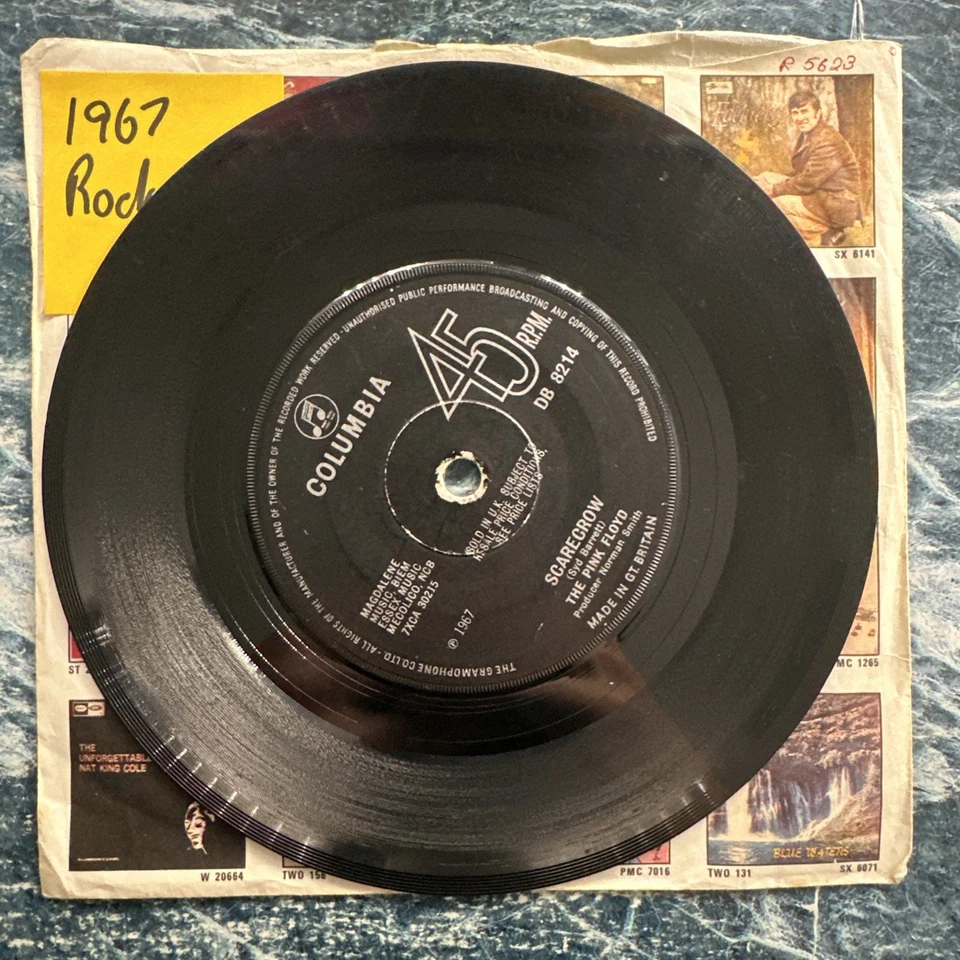 R 5623
1967
Rock
SX 6141
UNAUTHORISED PUBLIC PERFORMANCE BROADCASTING AND COPYING OF THIS RECORD PROHIBITED
THE GRAMOPHONE CO LTD. - ALL RIGHTS OF THE MANUFACTURER AND OF THE OWNER OF THE RECORDED WORK RESERVED -
45
R.P.M.
DB 8214
COLUMBIA
SOLD IN U.K. SUBJECT TO
RESALE PRICE CONDITIONS,
SEE PRICE LISTS
MAGDALENE
MUSIC, BIEM
ESSEX MUSIC
MECOLICO, NCB
7XCA 30215
℗ 1967
SCARECROW
(Syd Barrett)
THE PINK FLOYD
Producer Norman Smith
MADE IN GT. BRITAIN
ST
MC 1265
THE
UNFORGETTABLE
NAT KING COLE
BLUE WATERS
W 20664
TWO 156
PMC 7016
TWO 131
SX 6071